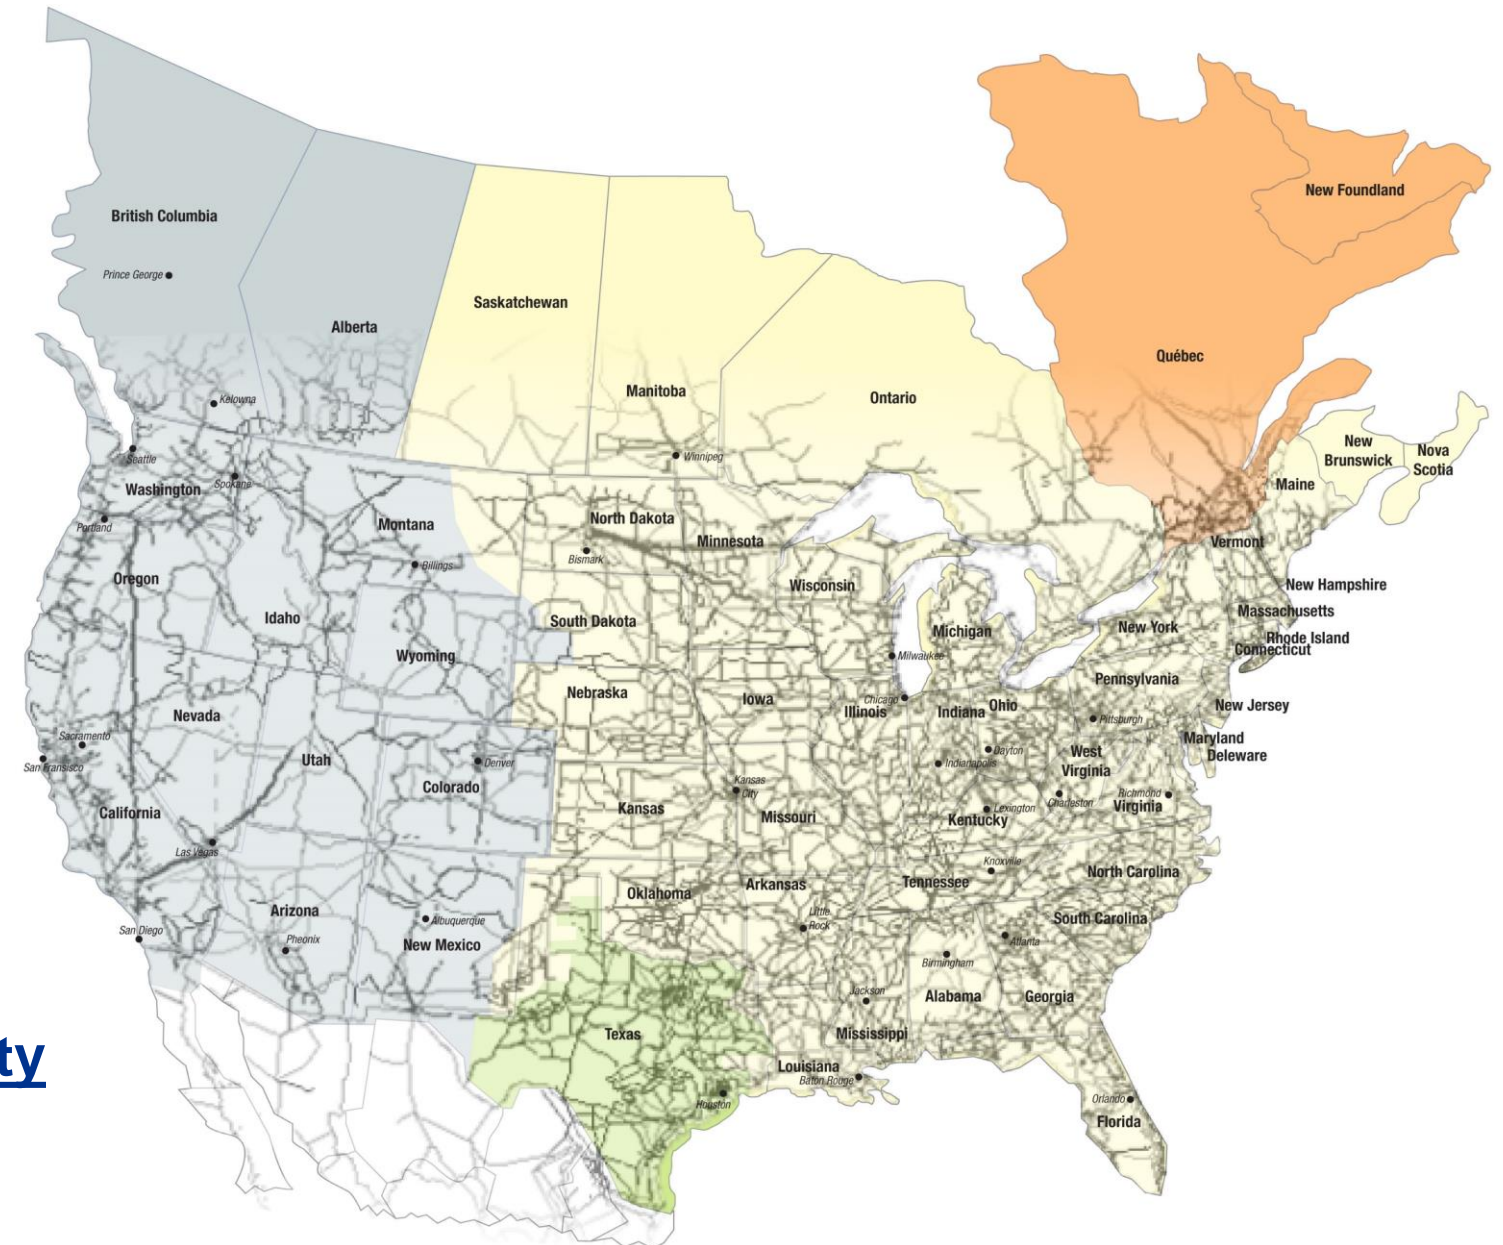 New Foundland
British Columbia
Prince George
Saskatchewan
Alberta
Québec
Manitoba
Ontario
Kelowna
New
Brunswick
Nova
Scotia
Seattle
Winnipeg
Spokane
Washington
Maine
Portland
Montana
North Dakota
Minnesota
Vermont
Bismark
Billings
Oregon
Wisconsin
New Hampshire
Idaho
South Dakota
Massachusetts
Michigan
New York
Rhode Island
Connecticut
Wyoming
Milwaukee
Pennsylvania
Nebraska
Iowa
Chicago
Illinois
Indiana
Ohio
New Jersey
Nevada
Pittsburgh
Sacramento
San Fransisco
Maryland
Deleware
Utah
Denver
Dayton
Indianapolis
West
Virginia
Colorado
Kansas
City
Richmond
Virginia
Charleston
California
Kansas
Missouri
Lexington
Kentucky
Las Vegas
Knoxville
North Carolina
Tennessee
Arkansas
Oklahoma
Arizona
Albuquerque
Little
Rock
South Carolina
San Diego
Pheonix
New Mexico
Atlanta
Birmingham
Jackson
Alabama
Georgia
Texas
Mississippi
ty
Louisiana
Baton Rouge
Houston
Orlando
Florida